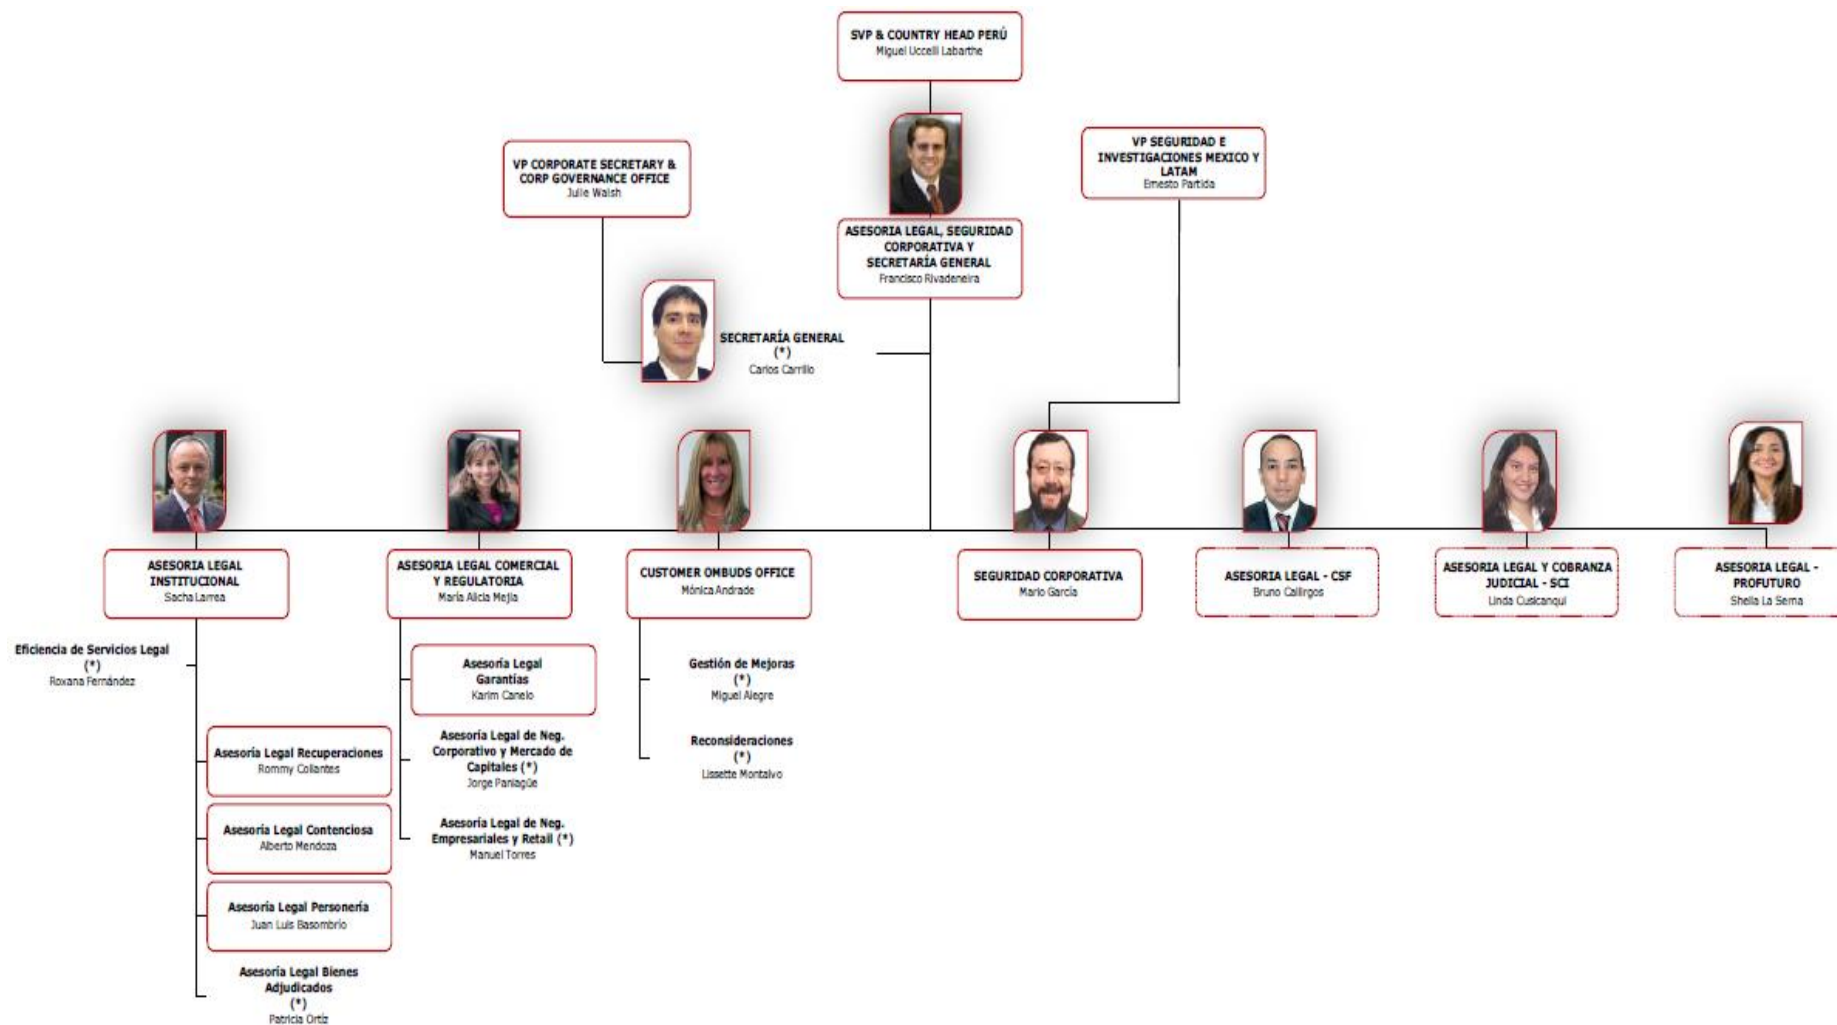 SVP & COUNTRY HEAD PERÚ
Miguel Uccelli Labarthe
VP CORPORATE SECRETARY &
CORP GOVERNANCE OFFICE
Julie Walsh
VP SEGURIDAD E
INVESTIGACIONES MEXICO Y
LATAM
Ernesto Partida
ASESORIA LEGAL, SEGURIDAD
CORPORATIVA Y
SECRETARÍA GENERAL
Francisco Rivadeneira
SECRETARÍA GENERAL
(*)
Carlos Carrillo
ASESORIA LEGAL
INSTITUCIONAL
Sacha Larrea
ASESORIA LEGAL COMERCIAL
Y REGULATORIA
María Alicia Mejía
CUSTOMER OMBUDS OFFICE
Mónica Andrade
SEGURIDAD CORPORATIVA
Mario García
ASESORIA LEGAL - CSF
Bruno Callirgos
ASESORIA LEGAL Y COBRANZA
JUDICIAL - SCI
Linda Cusicanqui
ASESORIA LEGAL -
PROFUTURO
Sheila La Serna
Eficiencia de Servicios Legal
(*)
Roxana Fernández
Asesoría Legal Recuperaciones
Rommy Collantes
Asesoría Legal Contenciosa
Alberto Mendoza
Asesoría Legal Personería
Juan Luis Basombrío
Asesoría Legal Bienes
Adjudicados
(*)
Patricia Ortíz
Asesoría Legal
Garantías
Karim Canelo
Asesoría Legal de Neg.
Corporativo y Mercado de
Capitales (*)
Jorge Paniagüe
Asesoría Legal de Neg.
Empresariales y Retail (*)
Manuel Torres
Gestión de Mejoras
(*)
Miguel Alegre
Reconsideraciones
(*)
Lissette Montalvo